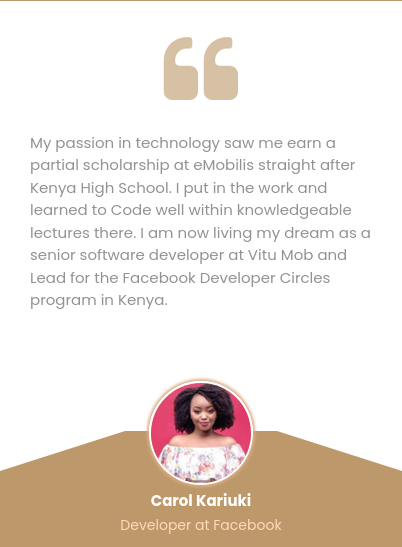 My passion in technology saw me earn a
partial scholarship at eMobilis straight after
Kenya High School. I put in the work and
learned to Code well within knowledgeable
lectures there. I am now living my dream as a
senior software developer at Vitu Mob and
Lead for the Facebook Developer Circles
program in Kenya.
Carol Kariuki
Developer at Facebook